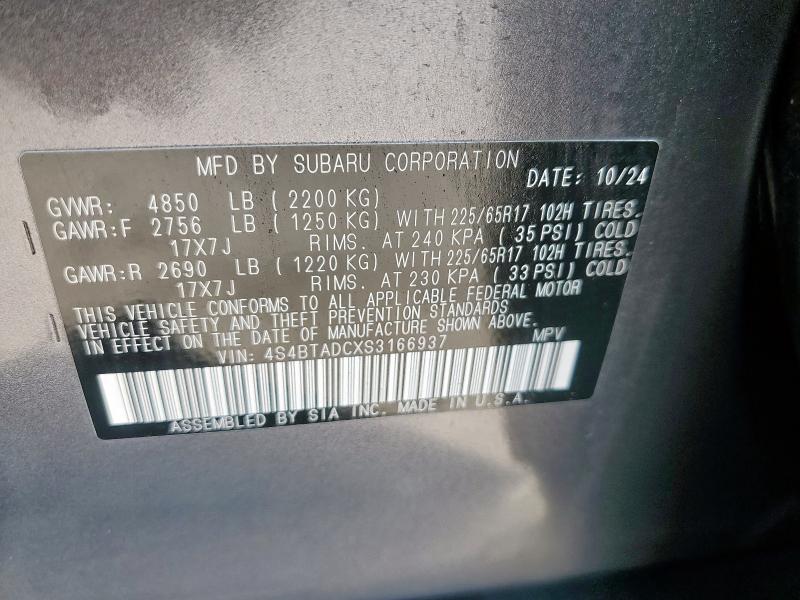 MFD BY SUBARU CORPORATION
DATE: 10/24
GVWR: 4850 LB ( 2200 KG)
GAWR:F 2756 LB ( 1250 KG) WITH 225/65R17 102H TIRES.
17X7J RIMS. AT 240 KPA ( 35 PSI) COLD
GAWR:R 2690 LB ( 1220 KG) WITH 225/65R17 102H TIRES.
17X7J RIMS. AT 230 KPA ( 33 PSI) COLD
THIS VEHICLE CONFORMS TO ALL APPLICABLE FEDERAL MOTOR
VEHICLE SAFETY AND THEFT PREVENTION STANDARDS
IN EFFECT ON THE DATE OF MANUFACTURE SHOWN ABOVE.
VIN: 4S4BTADCXS3166937 MPV
ASSEMBLED BY SIA INC. MADE IN U.S.A.